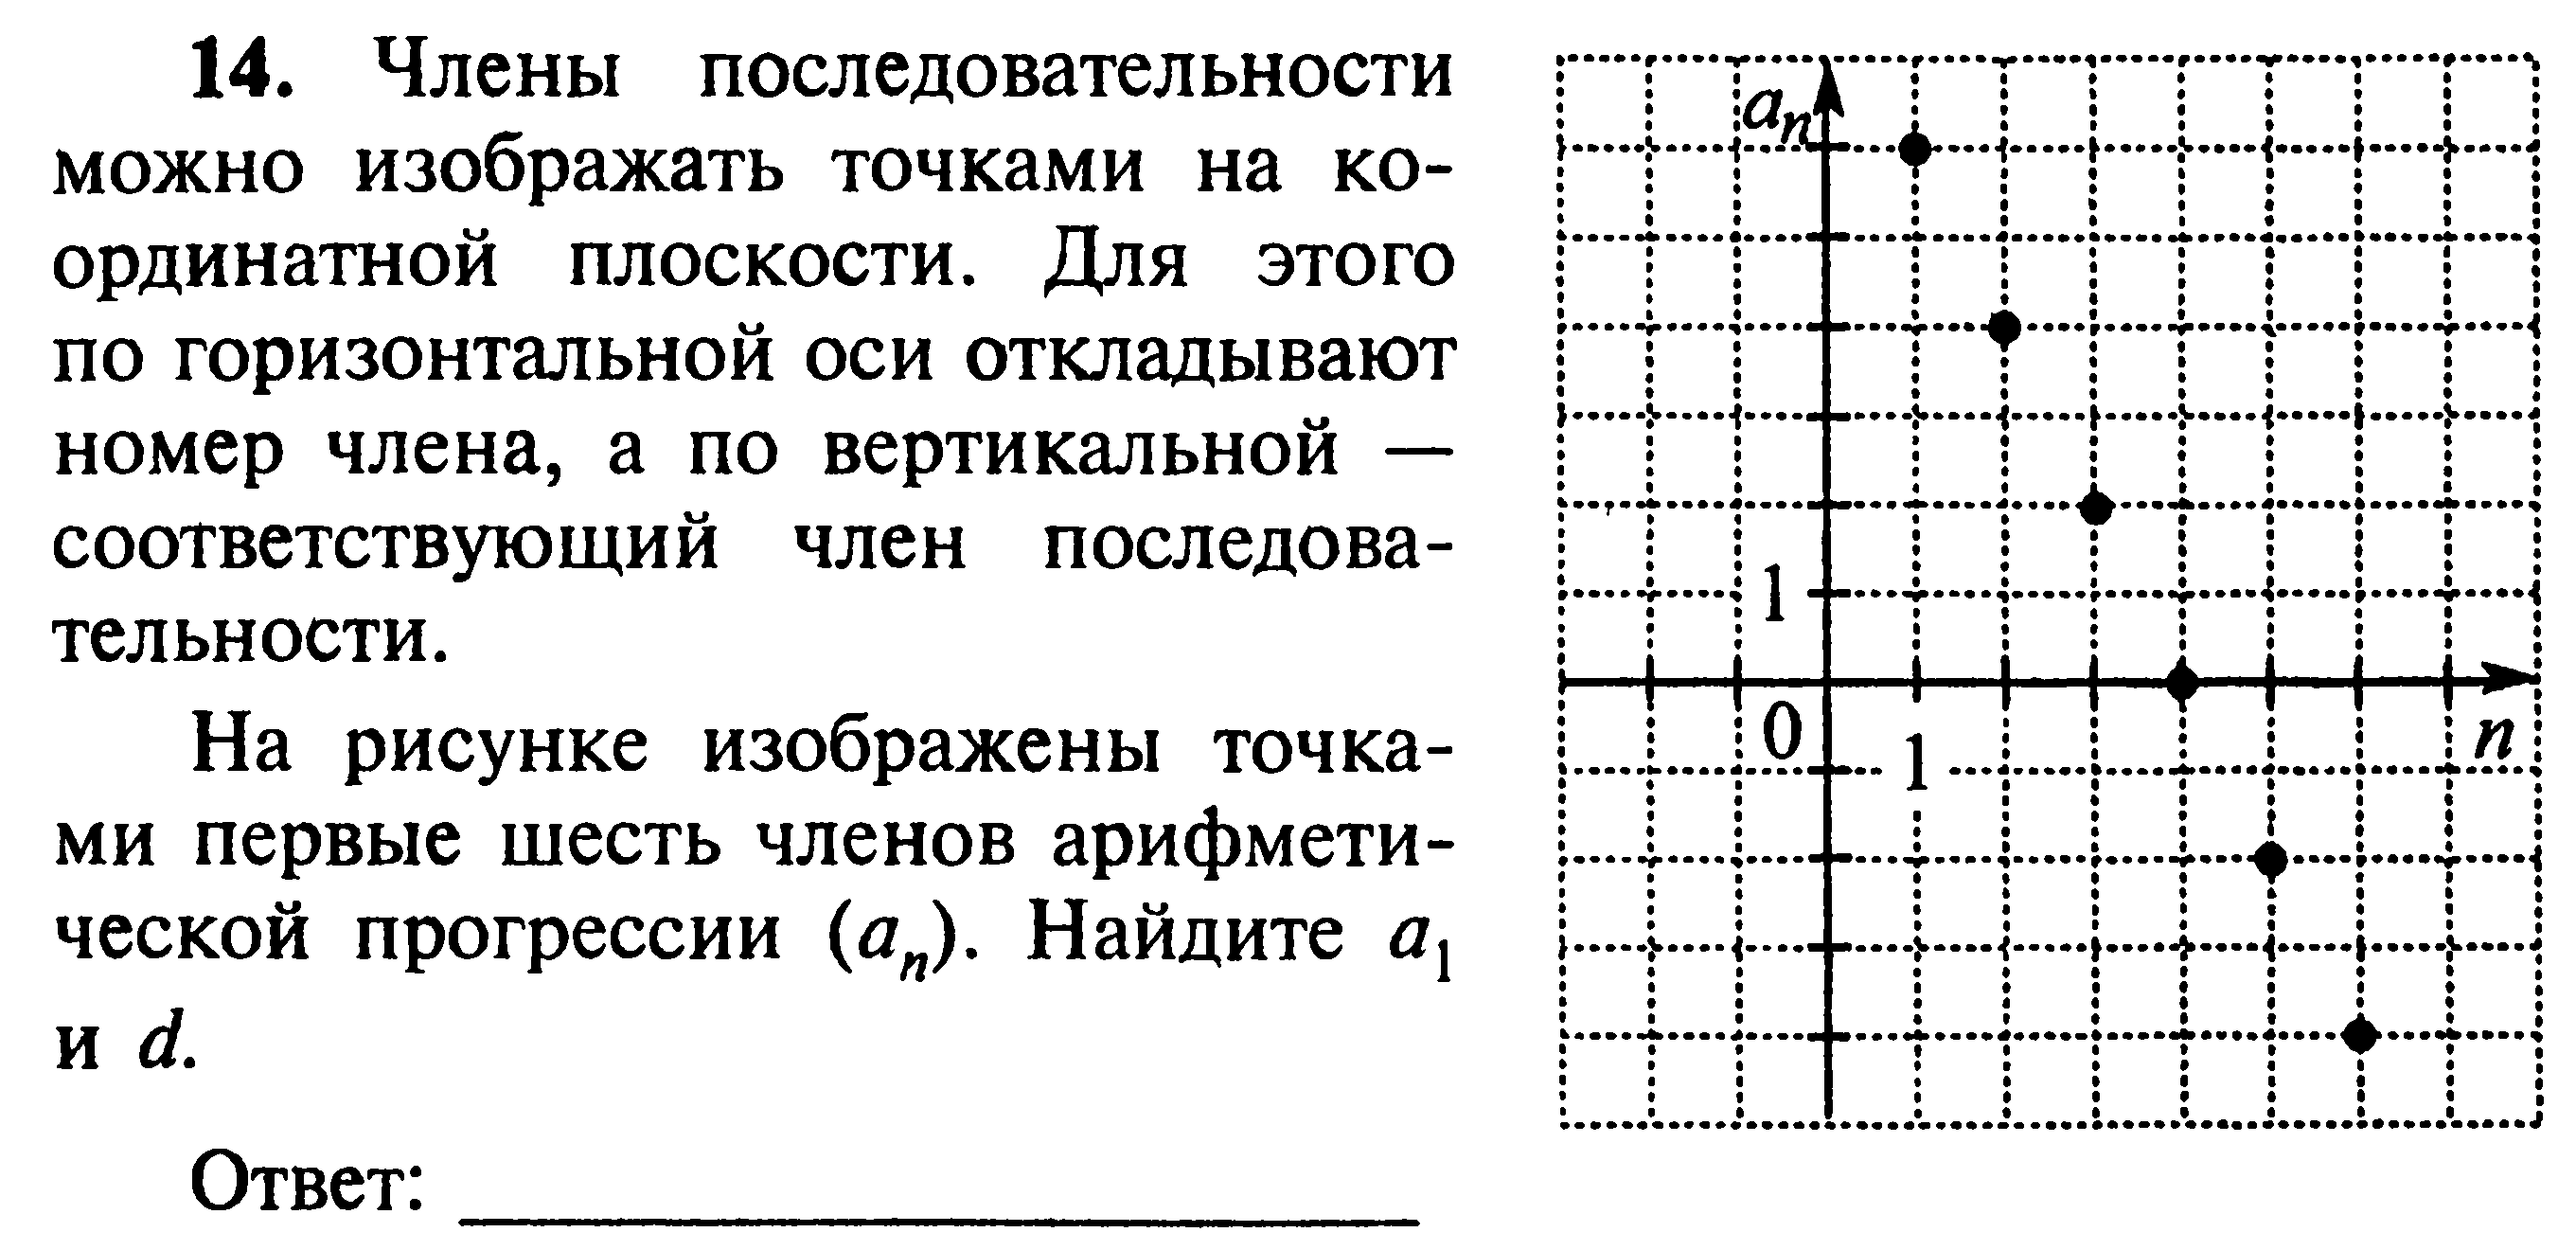 14. Члены последовательности
можно изображать точками на ко-
ординатной плоскости. Для этого
по горизонтальной оси откладывают
номер члена, а по вертикальной —
соответствующий член последова-
тельности.
На рисунке изображены точка-
ми первые шесть членов арифмети-
ческой прогрессии (aₙ). Найдите a₁
и d.
Ответ:
aₙ
1
0
1
n